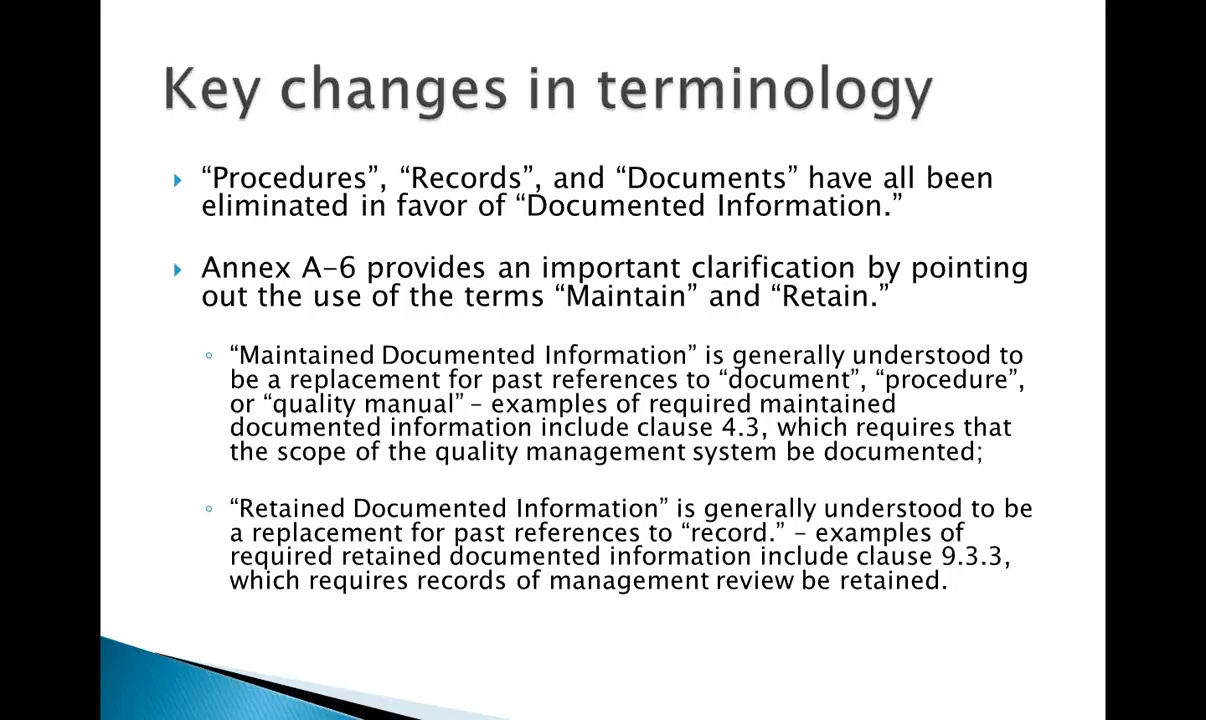 Key changes in terminology
“Procedures”, “Records”, and “Documents” have all been
eliminated in favor of “Documented Information.”
Annex A-6 provides an important clarification by pointing
out the use of the terms “Maintain” and “Retain.”
“Maintained Documented Information” is generally understood to
be a replacement for past references to “document”, “procedure”,
or “quality manual” – examples of required maintained
documented information include clause 4.3, which requires that
the scope of the quality management system be documented;
“Retained Documented Information” is generally understood to be
a replacement for past references to “record.” – examples of
required retained documented information include clause 9.3.3,
which requires records of management review be retained.